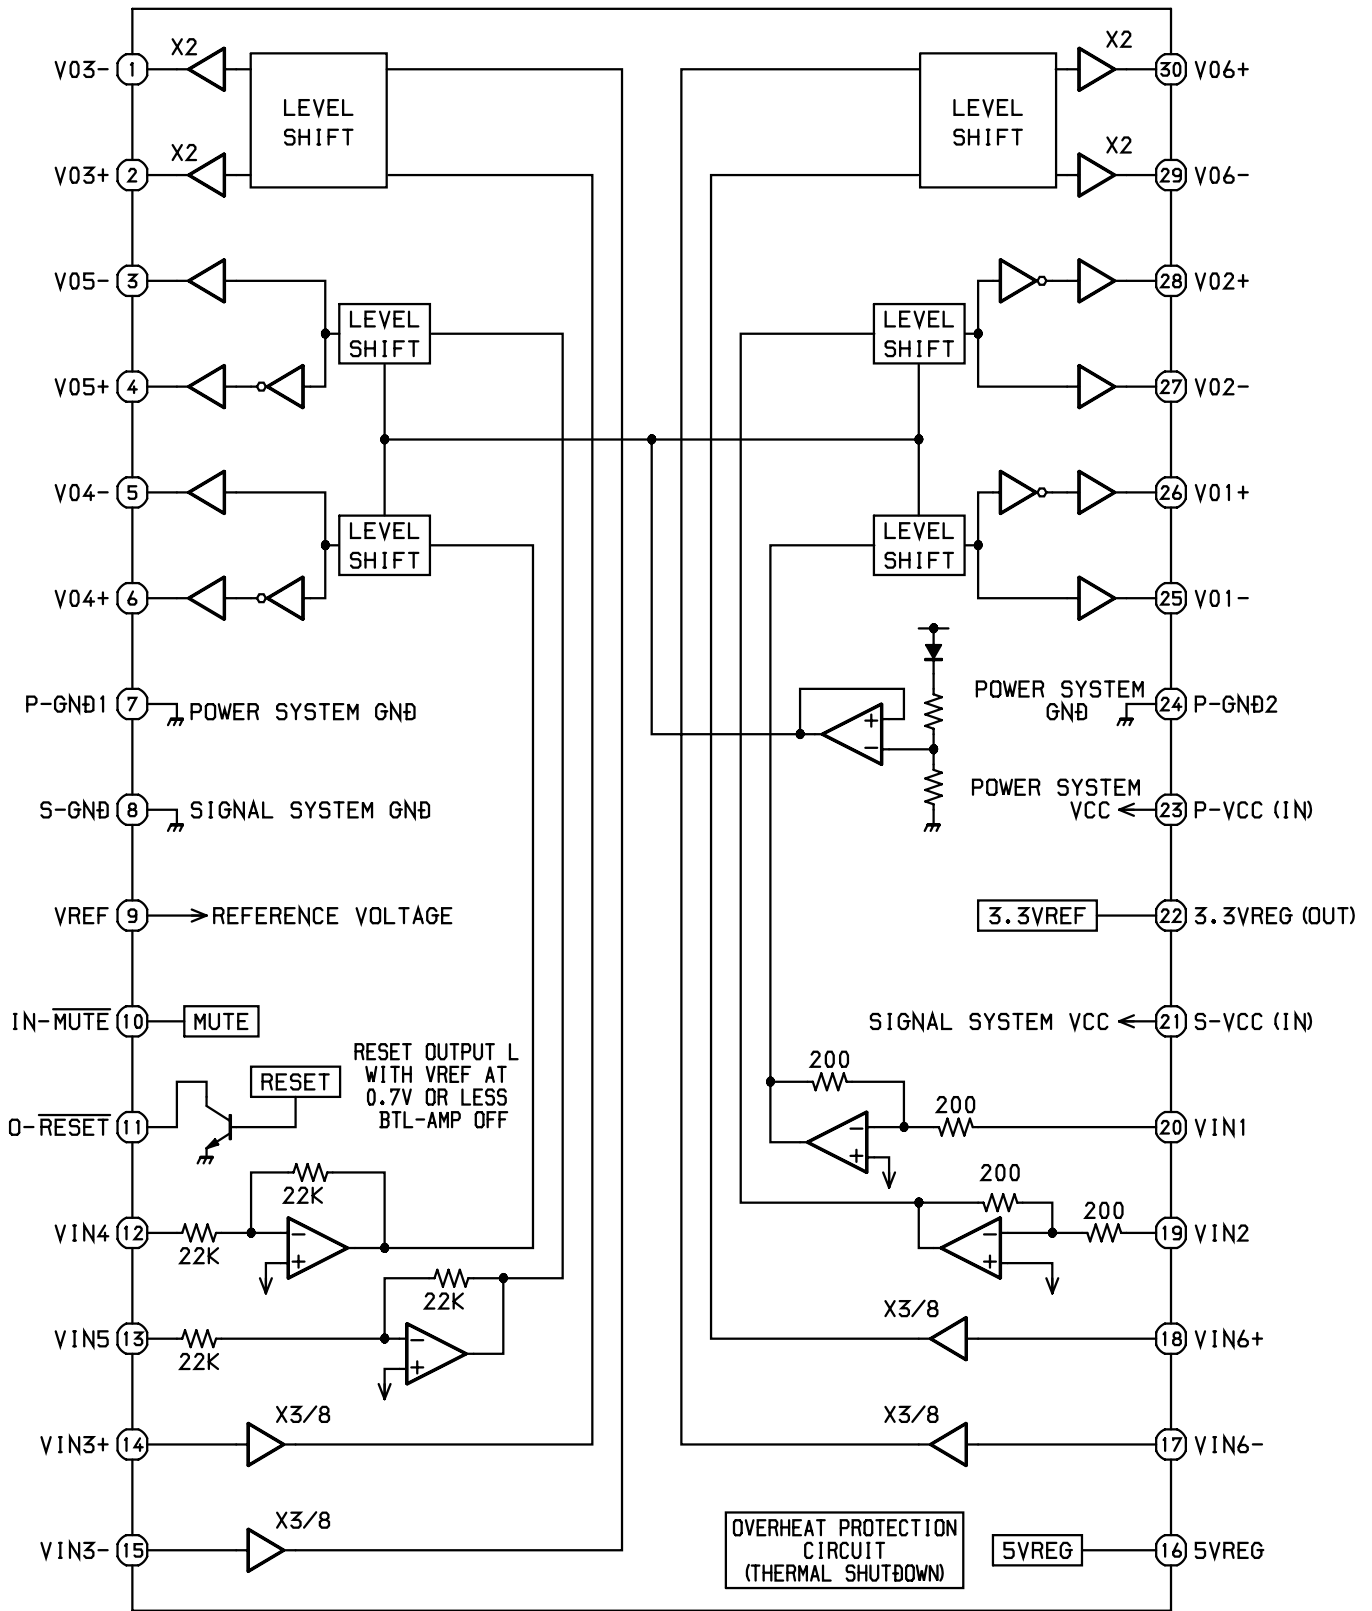 X2
X2
VO3- 1
30 VO6+
LEVEL
SHIFT
LEVEL
SHIFT
X2
X2
VO3+ 2
29 VO6-
VO5- 3
28 VO2+
LEVEL
SHIFT
LEVEL
SHIFT
VO5+ 4
27 VO2-
VO4- 5
26 VO1+
LEVEL
SHIFT
LEVEL
SHIFT
VO4+ 6
25 VO1-
P-GND1 7 POWER SYSTEM GND
POWER SYSTEM
GND 24 P-GND2
+
-
S-GND 8 SIGNAL SYSTEM GND
POWER SYSTEM
VCC 23 P-VCC (IN)
VREF 9 REFERENCE VOLTAGE
3.3VREF 22 3.3VREG (OUT)
IN-MUTE 10 MUTE
SIGNAL SYSTEM VCC 21 S-VCC (IN)
RESET OUTPUT L
WITH VREF AT
0.7V OR LESS
BTL-AMP OFF
RESET
O-RESET 11
200
200
20 VIN1
-
+
22K
VIN4 12
22K
-
+
200
200
19 VIN2
-
+
22K
VIN5 13
22K
-
+
X3/8
18 VIN6+
X3/8
VIN3+ 14
X3/8
17 VIN6-
X3/8
VIN3- 15
OVERHEAT PROTECTION
CIRCUIT
(THERMAL SHUTDOWN)
5VREG 16 5VREG